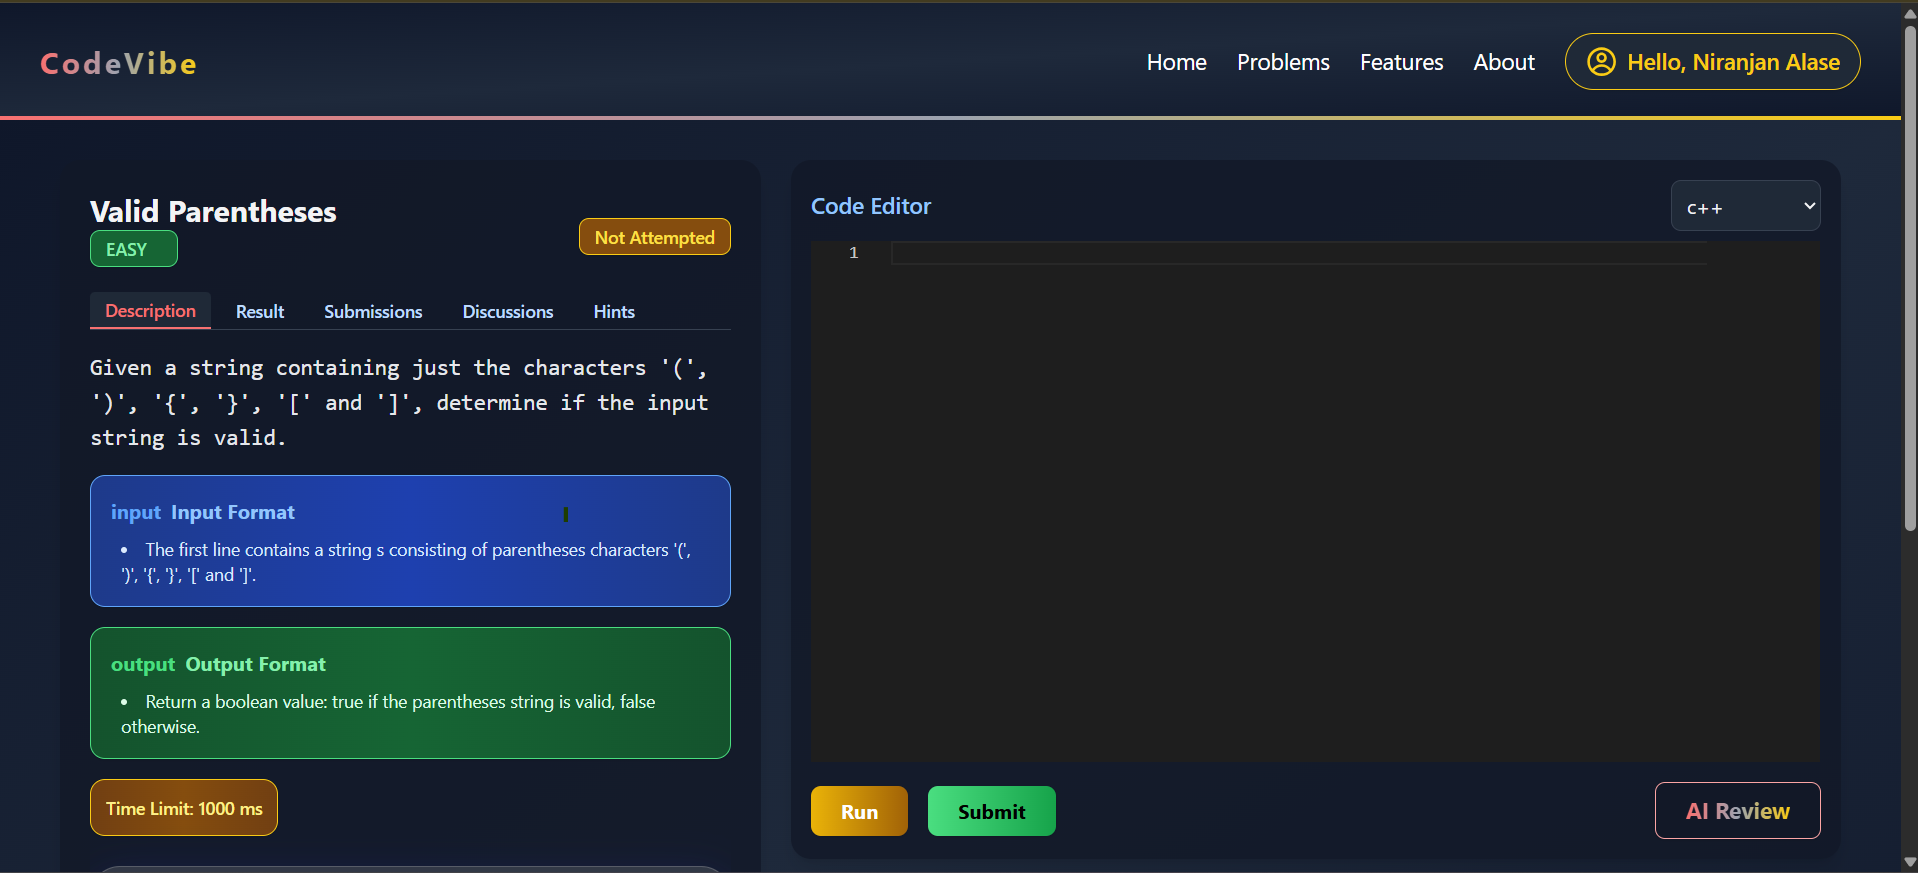 CodeVibe
Home Problems Features About Hello, Niranjan Alase
Valid Parentheses
EASY
Not Attempted
Description Result Submissions Discussions Hints
Given a string containing just the characters '(',
')', '{', '}', '[' and ']', determine if the input
string is valid.
input Input Format
• The first line contains a string s consisting of parentheses characters '(',
')', '{', '}', '[' and ']'.
output Output Format
• Return a boolean value: true if the parentheses string is valid, false
otherwise.
Time Limit: 1000 ms
Code Editor
c++
1
Run
Submit
AI Review